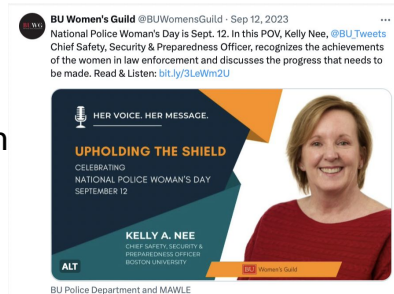 BU Women's Guild @BUWomensGuild · Sep 12, 2023
National Police Woman's Day is Sept. 12. In this POV, Kelly Nee, @BU_Tweets
Chief Safety, Security & Preparedness Officer, recognizes the achievements
of the women in law enforcement and discusses the progress that needs to
be made. Read & Listen: bit.ly/3LeWm2U
BUWG
HER VOICE. HER MESSAGE.
UPHOLDING THE SHIELD
CELEBRATING
NATIONAL POLICE WOMAN'S DAY
SEPTEMBER 12
KELLY A. NEE
CHIEF SAFETY, SECURITY &
PREPAREDNESS OFFICER
BOSTON UNIVERSITY
ALT
BU Women's Guild
BU Police Department and MAWLE